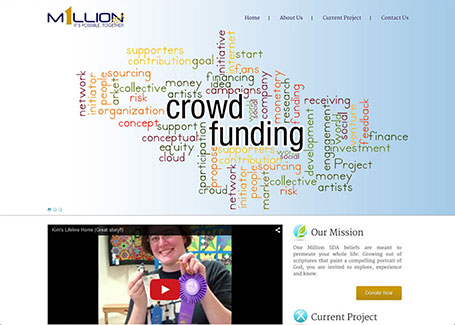 M1LLION
IT'S POSSIBLE, TOGETHER
Home | About Us | Current Project | Contact Us
supporters
contribution
goal
initiative
internet
start
fans
network
initiator
people
market
sourcing
money
idea
financing
collective
artists
campaigns
risk
organization
company
monetary
research
funding
receiving
world
social
venture
feedback
concept
support
conceptual
equity
cloud
crowd
funding
social
participation
propose
supporters
contribution
social
development
engagement
finance
investment
Project
money
artists
network
initiator
people
sourcing
market
cloud
collective
risk
Kim's Lifeline Home (Great story!!)
Our Mission
One Million SDA beliefs are meant to
permeate your whole life. Growing out of
scriptures that paint a compelling portrait of
God, you are invited to explore, experience
and know.
Donate Now
Current Project